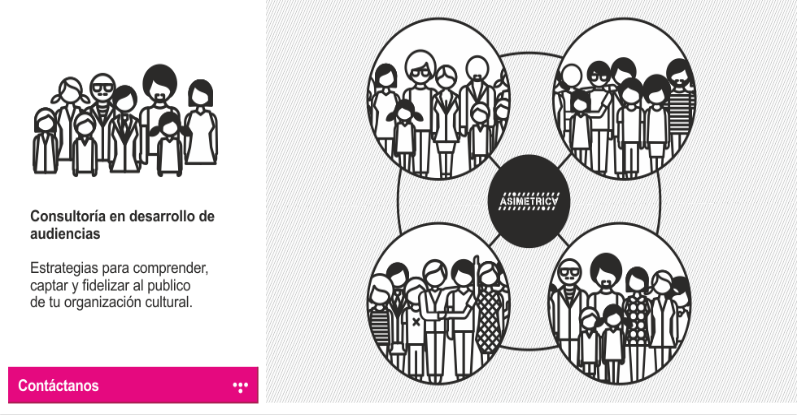 Consultoría en desarrollo de
audiencias
Estrategias para comprender,
captar y fidelizar al publico
de tu organización cultural.
Contáctanos
ASIMETRICA